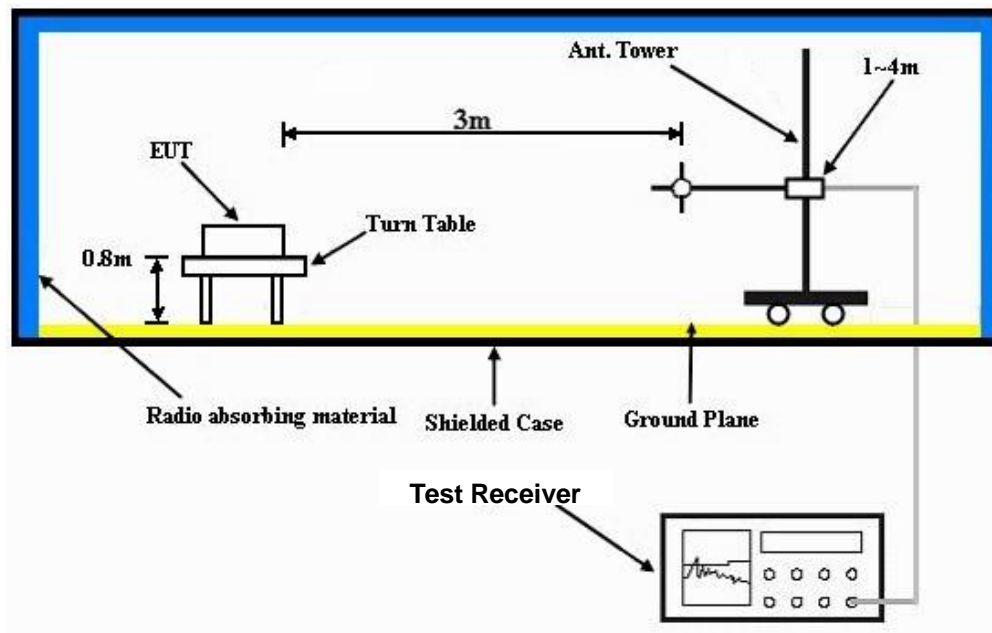 Ant. Tower
1~4m
3m
EUT
Turn Table
0.8m
Radio absorbing material
Shielded Case
Ground Plane
Test Receiver